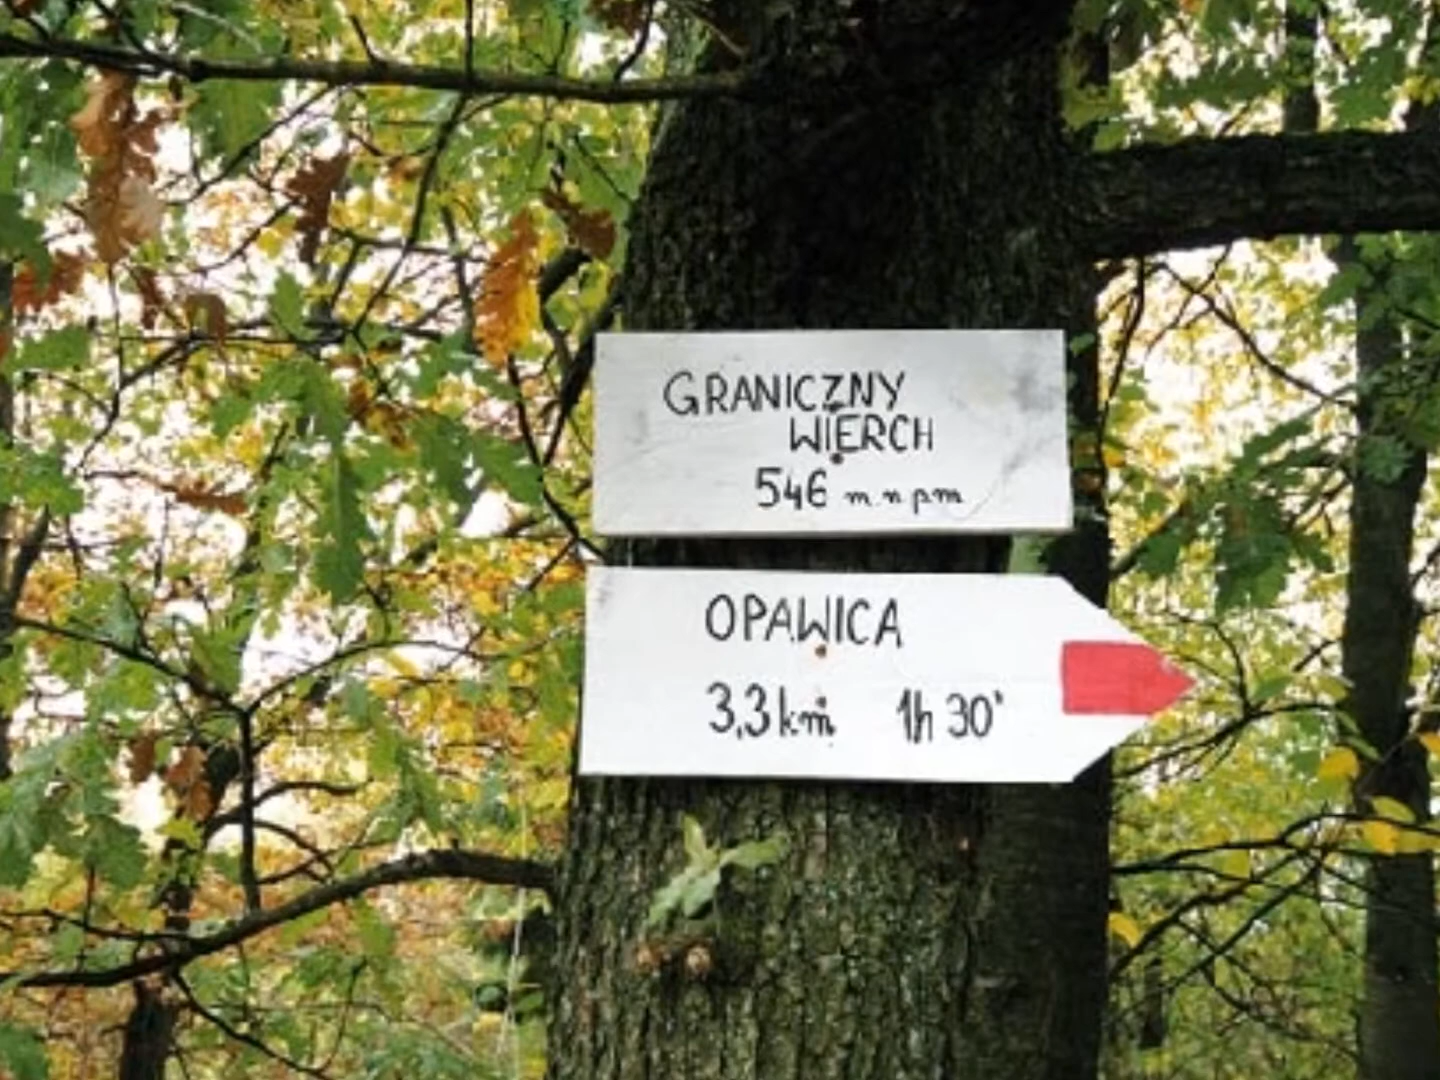 GRANICZNY
WIERCH
546 m n p m
OPAWICA
3,3 km 1h 30'